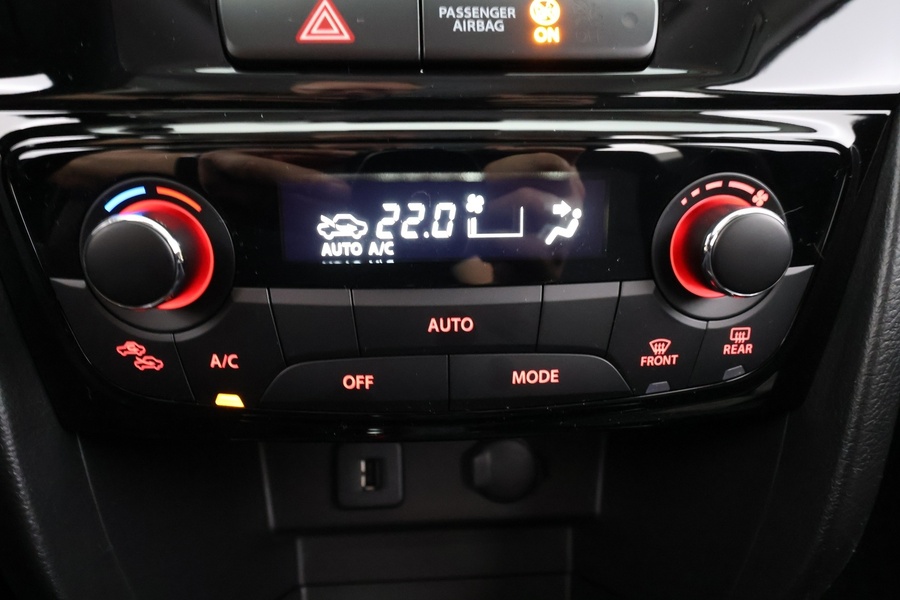 PASSENGER
AIRBAG
ON
22.0
AUTO A/C
AUTO
A/C
OFF
MODE
FRONT
REAR